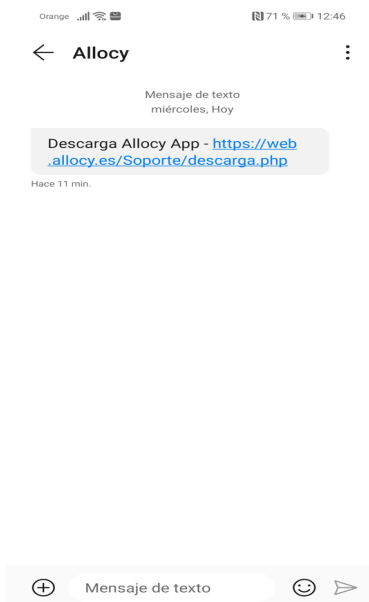 Orange 71 % 12:46
Allocy
Mensaje de texto
miércoles, Hoy
Descarga Allocy App - https://web
.allocy.es/Soporte/descarga.php
Hace 11 min.
Mensaje de texto